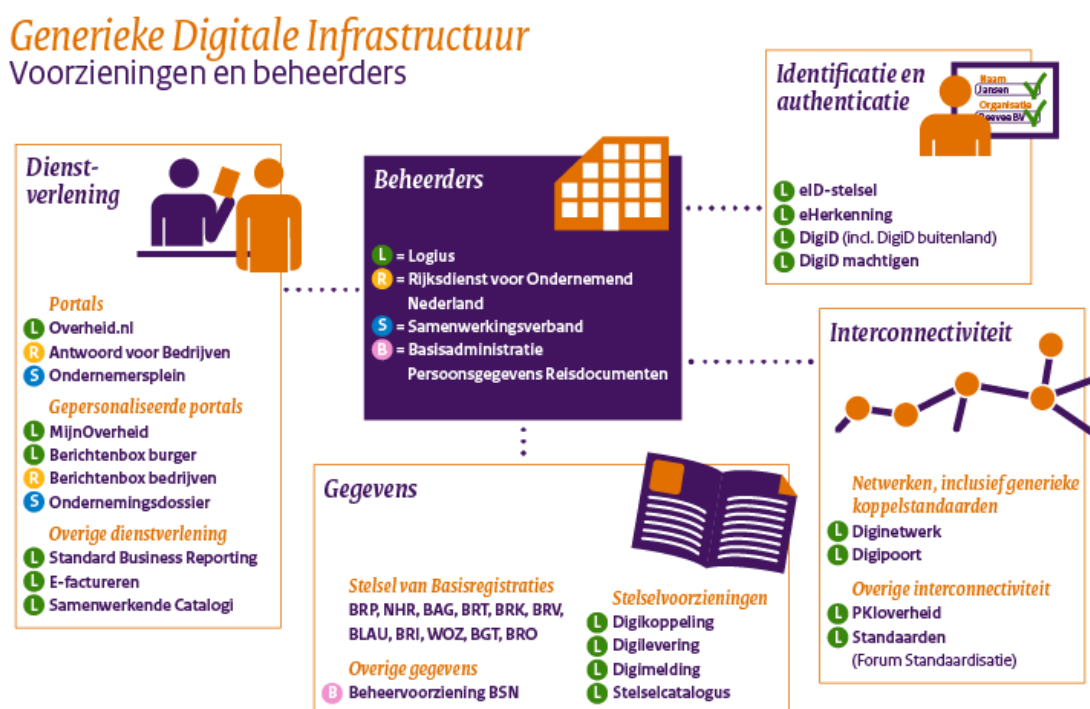 Generieke Digitale Infrastructuur
Voorzieningen en beheerders
Dienst-
verlening
Portals
L Overheid.nl
R Antwoord voor Bedrijven
S Ondernemersplein
Gepersonaliseerde portals
L MijnOverheid
L Berichtenbox burger
R Berichtenbox bedrijven
S Ondernemingsdossier
Overige dienstverlening
L Standard Business Reporting
L E-factureren
L Samenwerkende Catalogi
Beheerders
L = Logius
R = Rijksdienst voor Ondernemend
Nederland
S = Samenwerkingsverband
B = Basisadministratie
Persoonsgegevens Reisdocumenten
Identificatie en
authenticatie
Naam
Jansen
Organisatie
Beevee BV
L eID-stelsel
L eHerkenning
L DigiD (incl. DigiD buitenland)
L DigiD machtigen
Interconnectiviteit
Netwerken, inclusief generieke
koppelstandaarden
L Diginetwerk
L Digipoort
Overige interconnectiviteit
L PKIoverheid
L Standaarden
(Forum Standaardisatie)
Gegevens
Stelsel van Basisregistraties
BRP, NHR, BAG, BRT, BRK, BRV,
BLAU, BRI, WOZ, BGT, BRO
Overige gegevens
B Beheervoorziening BSN
Stelselvoorzieningen
L Digikoppeling
L Digilevering
L Digimelding
L Stelselcatalogus